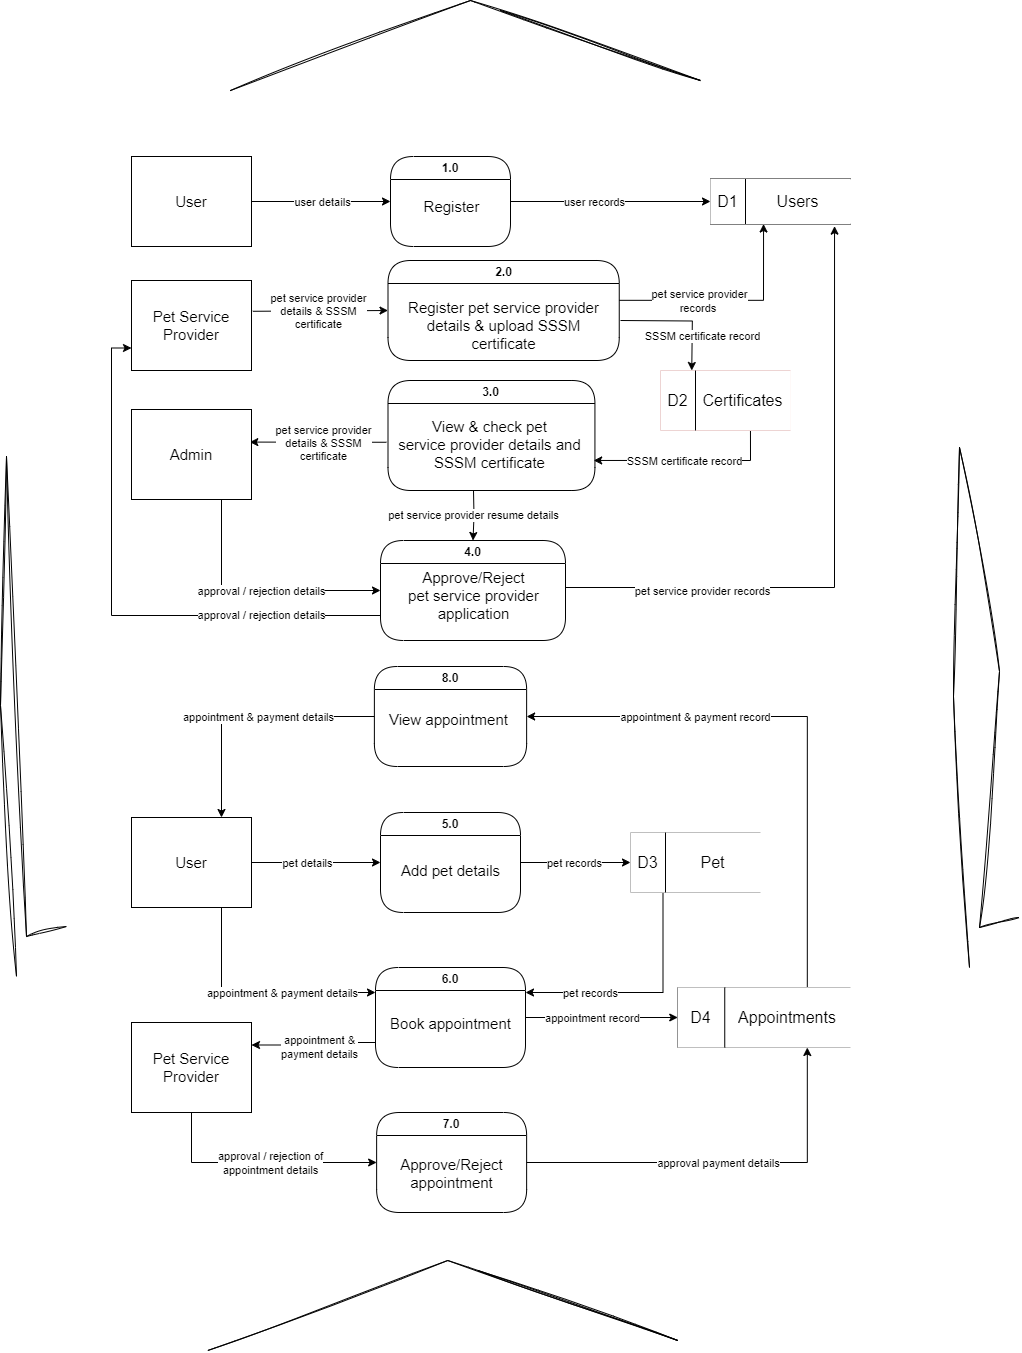 1.0
User
user details
Register
user records
D1
Users
2.0
pet service provider
details & SSSM
certificate
Pet Service
Provider
Register pet service provider
details & upload SSSM
certificate
pet service provider
records
SSSM certificate record
3.0
D2
Certificates
pet service provider
details & SSSM
certificate
Admin
View & check pet
service provider details and
SSSM certificate
SSSM certificate record
pet service provider resume details
4.0
Approve/Reject
pet service provider
application
approval / rejection details
approval / rejection details
pet service provider records
8.0
appointment & payment details
View appointment
appointment & payment record
5.0
User
pet details
Add pet details
pet records
D3
Pet
6.0
appointment & payment details
pet records
Book appointment
appointment record
D4
Appointments
appointment &
payment details
Pet Service
Provider
7.0
approval / rejection of
appointment details
Approve/Reject
appointment
approval payment details